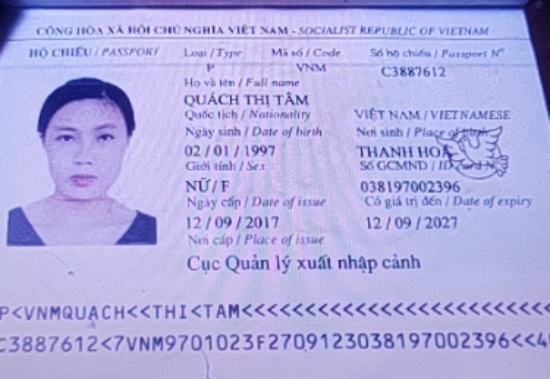 CỘNG HÒA XÃ HỘI CHỦ NGHĨA VIỆT NAM - SOCIALIST REPUBLIC OF VIETNAM
HỘ CHIẾU / PASSPORT Loại / Type Mã số / Code Số hộ chiếu / Passport Nº
P VNM C3887612
Họ và tên / Full name
QUÁCH THỊ TÂM
Quốc tịch / Nationality VIỆT NAM / VIETNAMESE
Ngày sinh / Date of birth Nơi sinh / Place of birth
02 / 01 / 1997 THANH HOÁ
Giới tính / Sex Số GCMND / ID Card Nº
NỮ / F 038197002396
Ngày cấp / Date of issue Có giá trị đến / Date of expiry
12 / 09 / 2017 12 / 09 / 2027
Nơi cấp / Place of issue
Cục Quản lý xuất nhập cảnh
P<VNMQUACH<<THI<TAM<<<<<<<<<<<<<<<<<<<<<<<<<
C3887612<7VNM9701023F2709123038197002396<<4